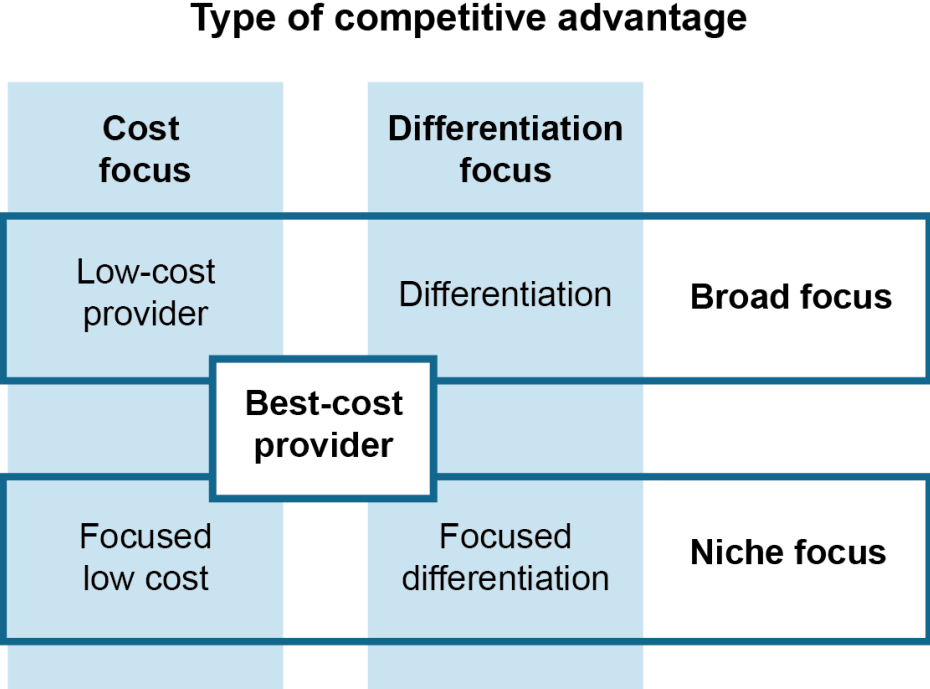 Type of competitive advantage
Cost
focus
Differentiation
focus
Low-cost
provider
Differentiation
Broad focus
Best-cost
provider
Focused
low cost
Focused
differentiation
Niche focus